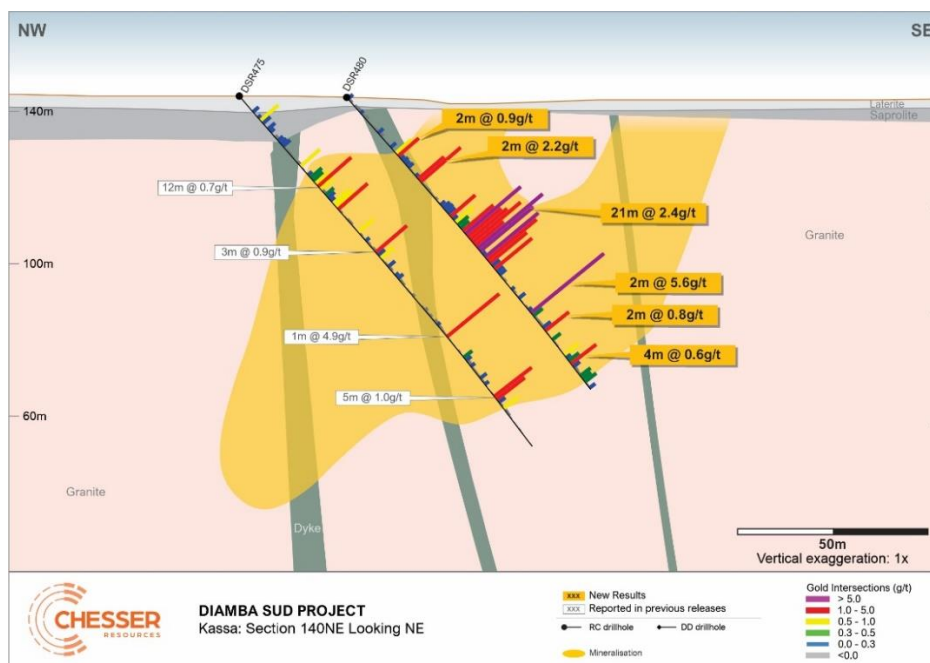 NW
SE
DSR475
DSR480
140m
Laterite
Saprolite
2m @ 0.9g/t
2m @ 2.2g/t
12m @ 0.7g/t
21m @ 2.4g/t
Granite
3m @ 0.9g/t
100m
2m @ 5.6g/t
2m @ 0.8g/t
1m @ 4.9g/t
4m @ 0.6g/t
5m @ 1.0g/t
60m
Granite
Dyke
50m
Vertical exaggeration: 1x
CHESSER
RESOURCES
DIAMBA SUD PROJECT
Kassa: Section 140NE Looking NE
xxx New Results
xxx Reported in previous releases
RC drillhole DD drillhole
Mineralisation
Gold Intersections (g/t)
> 5.0
1.0 - 5.0
0.5 - 1.0
0.3 - 0.5
0.0 - 0.3
<0.0